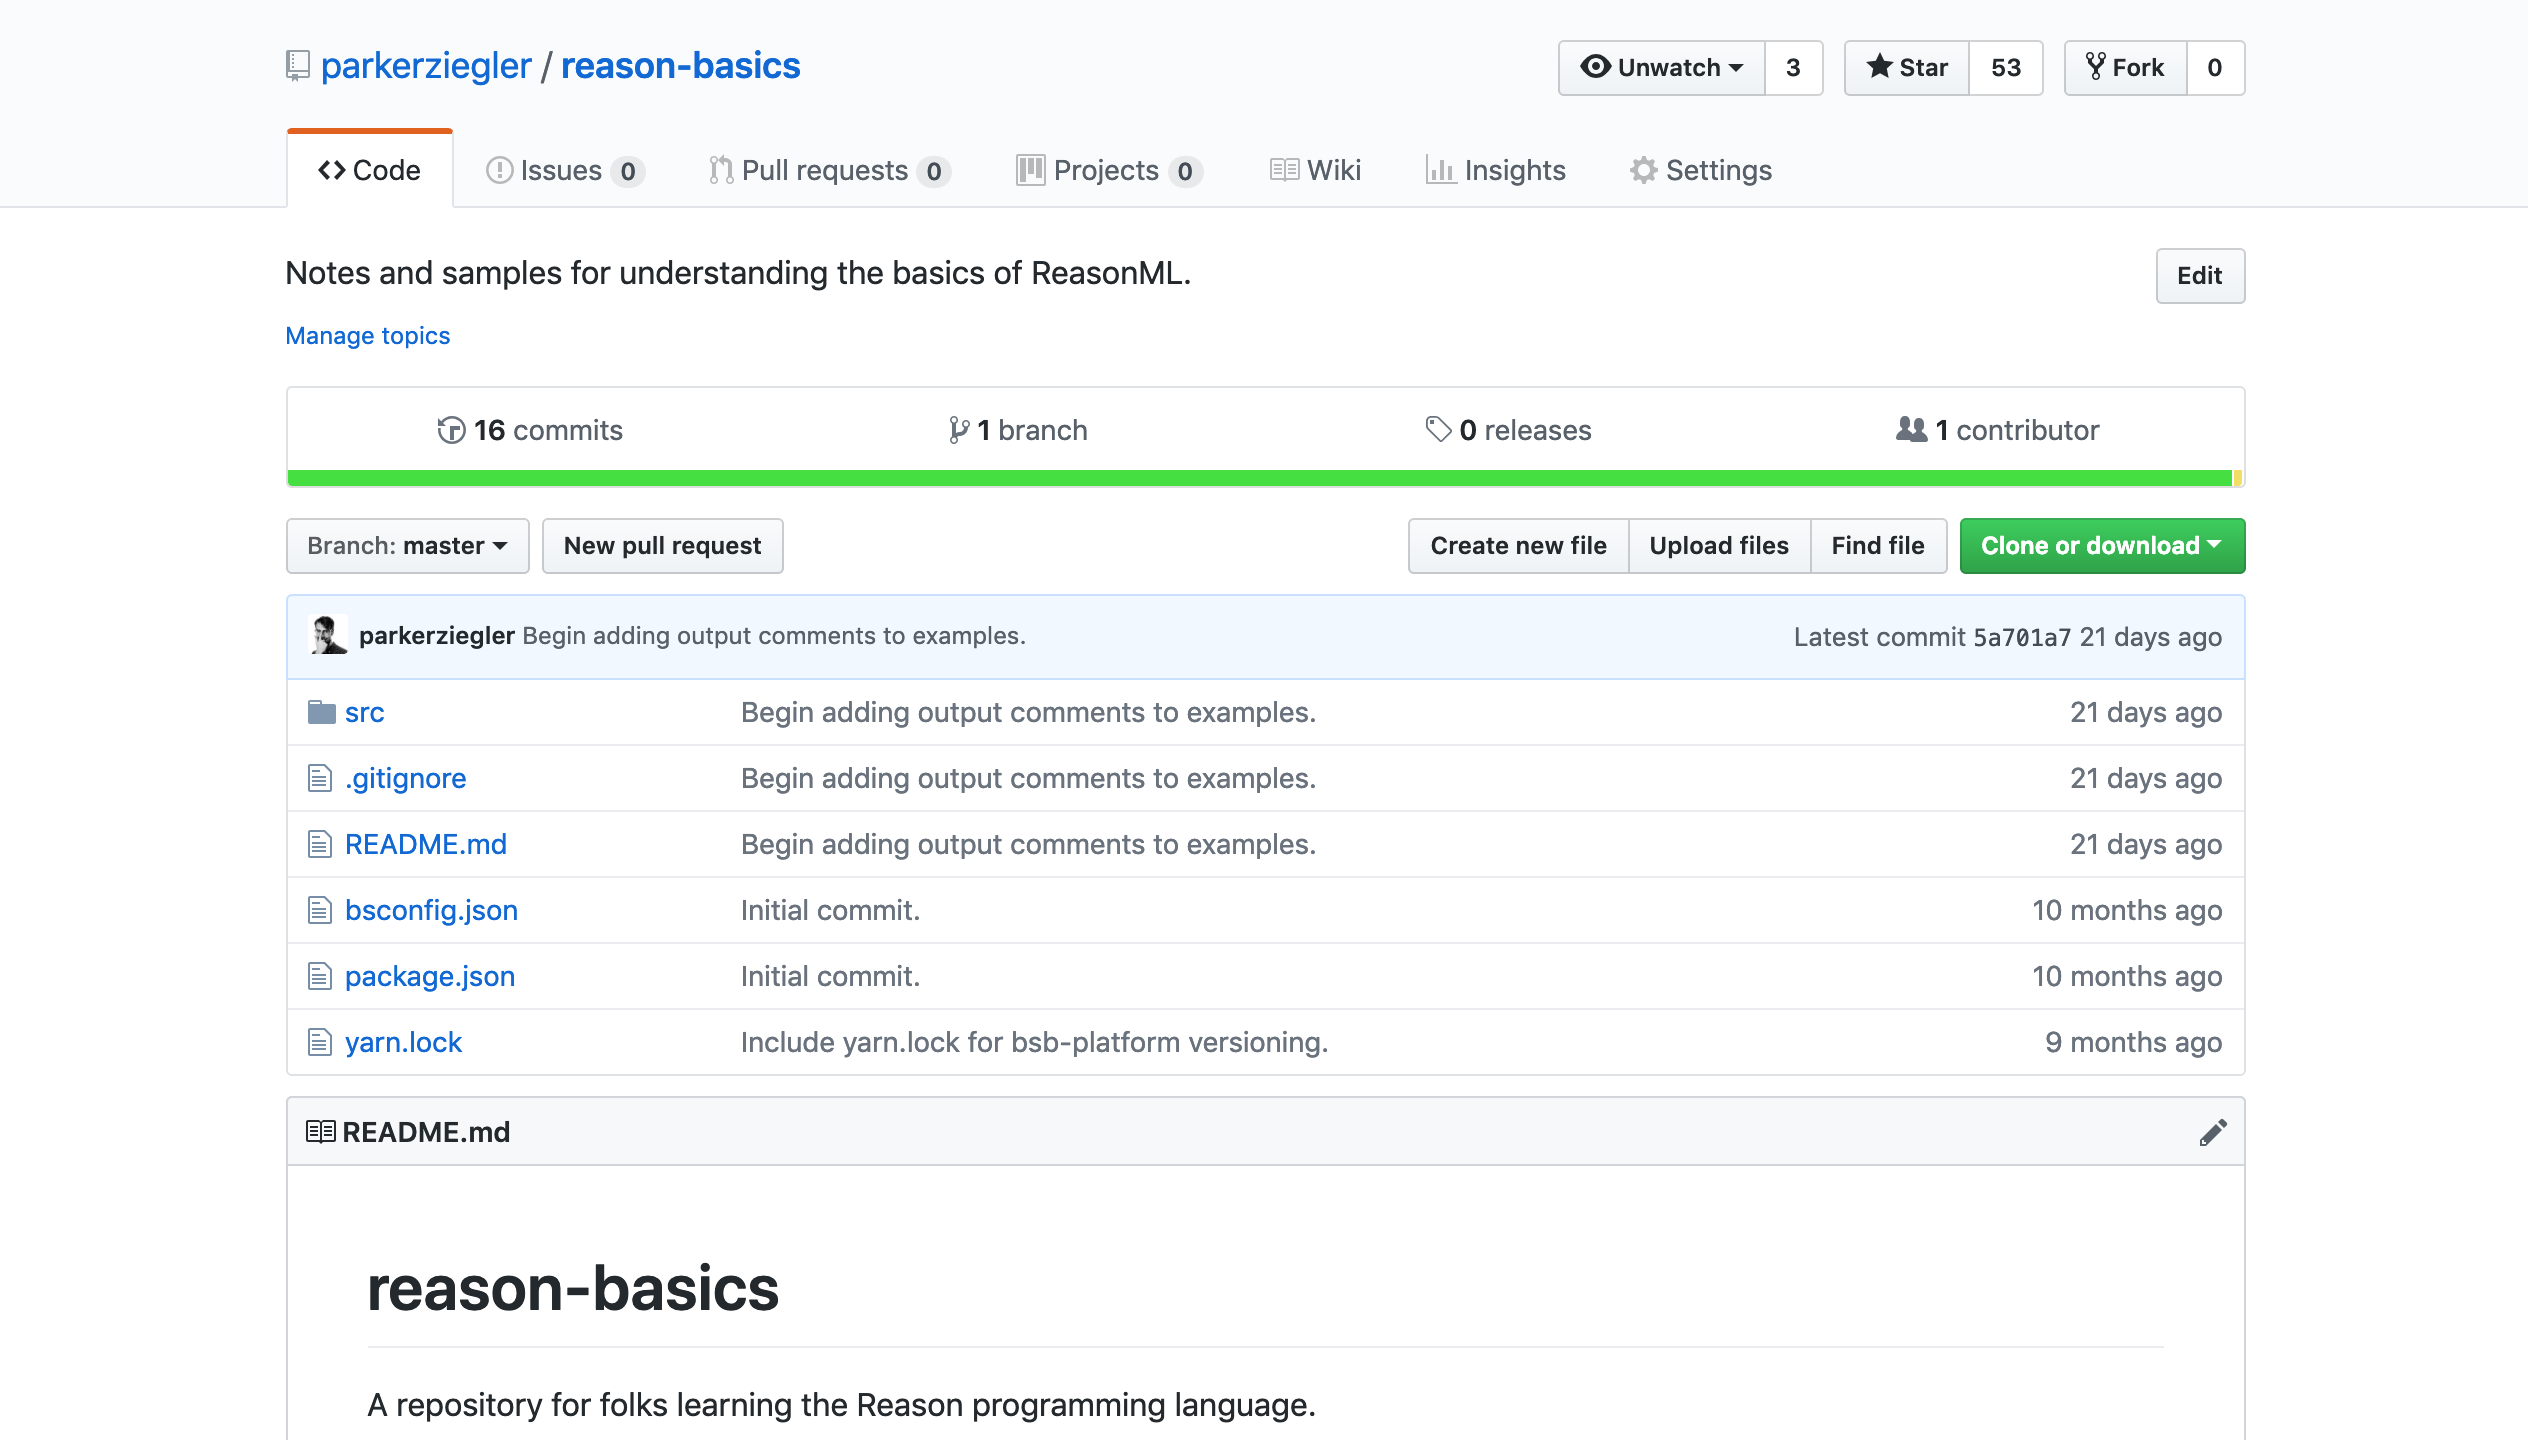 parkerziegler / reason-basics
Unwatch 3 Star 53 Fork 0
Code Issues 0 Pull requests 0 Projects 0 Wiki Insights Settings
Notes and samples for understanding the basics of ReasonML.
Edit
Manage topics
16 commits 1 branch 0 releases 1 contributor
Branch: master New pull request Create new file Upload files Find file Clone or download
parkerziegler Begin adding output comments to examples. Latest commit 5a701a7 21 days ago
src Begin adding output comments to examples. 21 days ago
.gitignore Begin adding output comments to examples. 21 days ago
README.md Begin adding output comments to examples. 21 days ago
bsconfig.json Initial commit. 10 months ago
package.json Initial commit. 10 months ago
yarn.lock Include yarn.lock for bsb-platform versioning. 9 months ago
README.md
reason-basics
A repository for folks learning the Reason programming language.